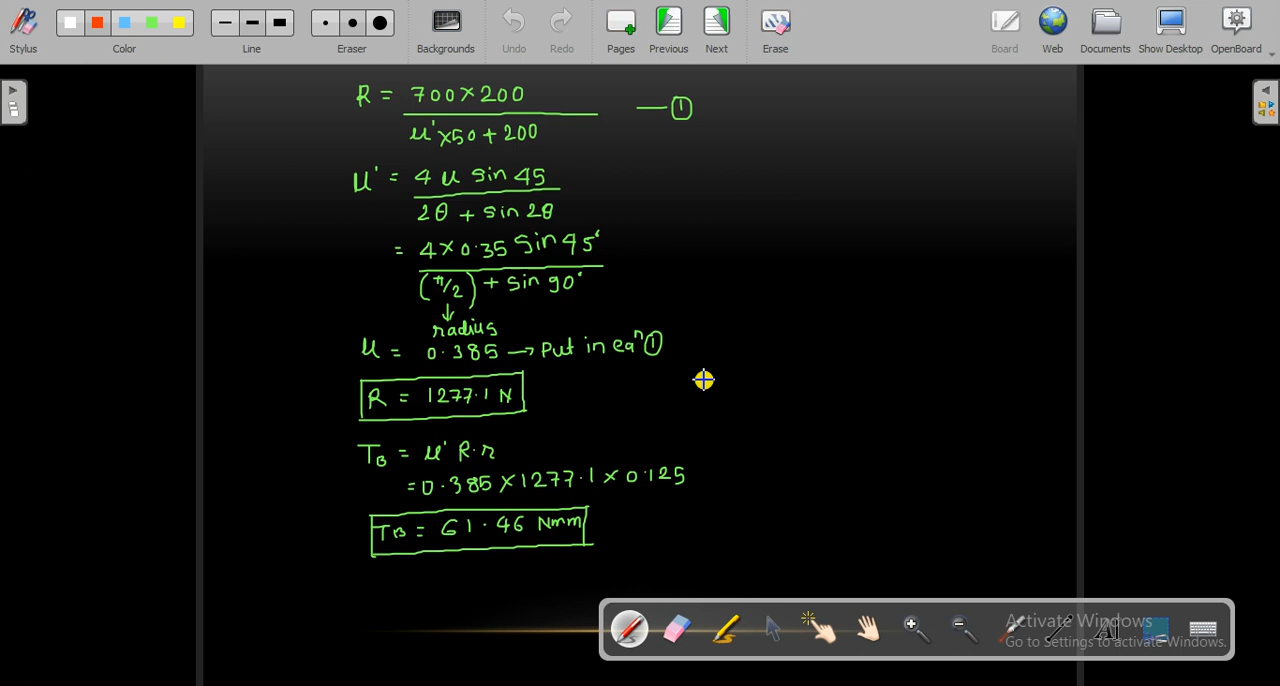 Stylus Color Line Eraser Backgrounds Undo Redo Pages Previous Next Erase Board Web Documents Show Desktop OpenBoard
R = 700×200 / μ'×50+200 —①
μ' = 4 μ sin 45 / 2θ + sin 2θ
= 4×0.35 sin 45° / (π/2) + sin 90°
↓
radius
μ = 0.385 → Put in eqⁿ ①
R = 1277.1 N
T_B = μ' R.r
= 0.385 × 1277.1 × 0.125
T_B = 61.46 Nmm
Activate Windows
Go to Settings to activate Windows.